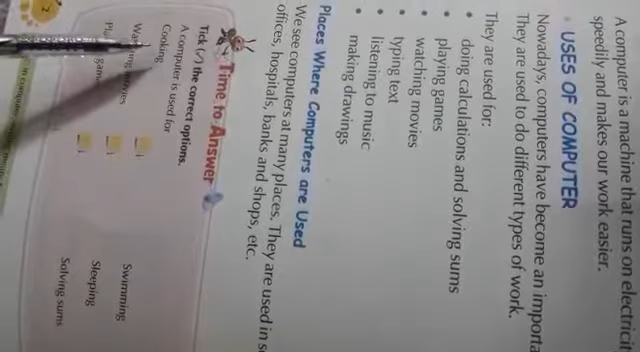 A computer is a machine that runs on electricit
speedily and makes our work easier.
USES OF COMPUTER
Nowadays, computers have become an importa
They are used to do different types of work.
They are used for:
• doing calculations and solving sums
• playing games
• watching movies
• typing text
• listening to music
• making drawings
Places Where Computers are Used
We see computers at many places. They are used in s
offices, hospitals, banks and shops, etc.
Time to Answer
Tick (✓) the correct options.
A computer is used for
Cooking
Swimming
Sleeping
Solving sums
2